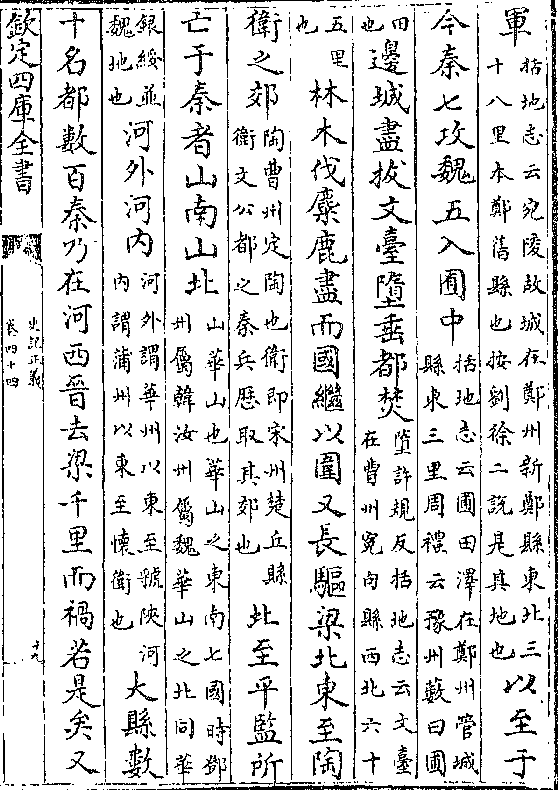 軍括地志云宛陵故城在鄭州新鄭縣東北三十八里本鄭舊縣也按劉徐二說是其地也以至于
今秦七攻魏五入囿中括地志云圃田澤在鄭州管城縣東三里周禮云豫州藪曰圃
田也邊城盡拔文臺墮垂都焚墮許規反括地志云文臺在曹州冤句縣西北六十
五里也林木伐麋鹿盡而國繼以圍又長驅梁北東至陶
衛之郊陶曹州定陶也衛即宋州楚丘縣衛文公都之秦兵歷取其郊也北至平監所
亡于秦者山南山北山華山也華山之東南七國時鄧州屬韓汝州屬魏華山之北同華
銀綏並魏地也河外河內河外謂華州以東至虢陜河內謂蒲州以東至懷衛也大縣數
十名都數百秦乃在河西晉去梁千里而禍若是矣又
欽定四庫全書
史記正義
卷四十四
十九